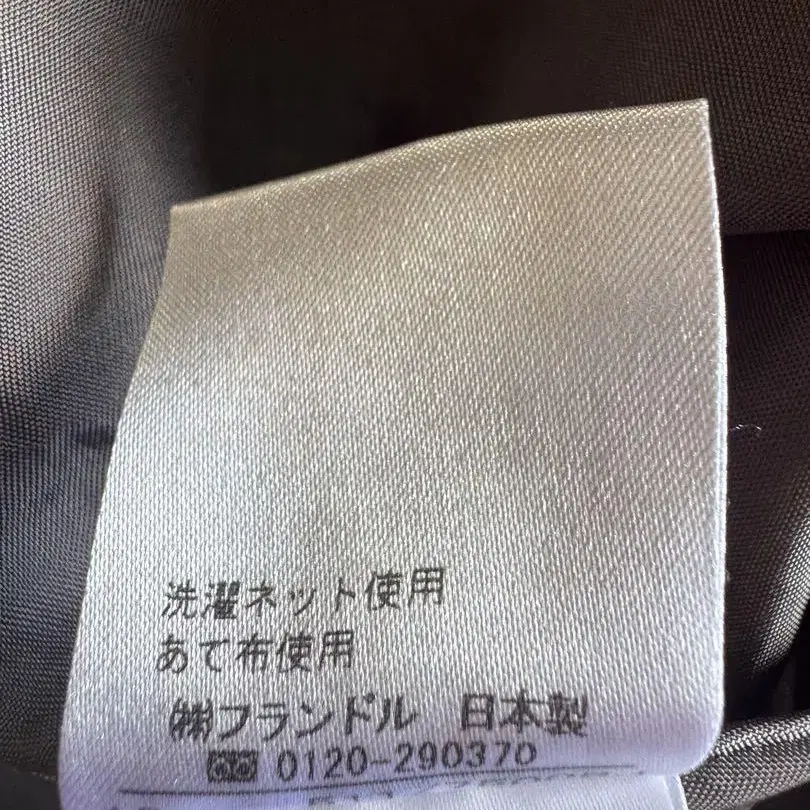 洗濯ネット使用
あて布使用
㈱フランドル 日本製
0120-290370